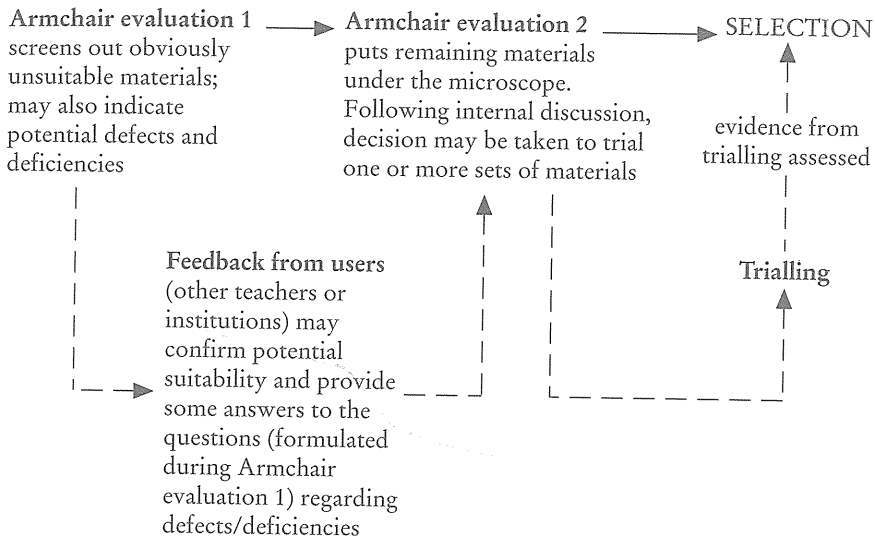 Armchair evaluation 1
screens out obviously
unsuitable materials;
may also indicate
potential defects and
deficiencies
Armchair evaluation 2
puts remaining materials
under the microscope.
Following internal discussion,
decision may be taken to trial
one or more sets of materials
SELECTION
evidence from
trialling assessed
Trialling
Feedback from users
(other teachers or
institutions) may
confirm potential
suitability and provide
some answers to the
questions (formulated
during Armchair
evaluation 1) regarding
defects/deficiencies